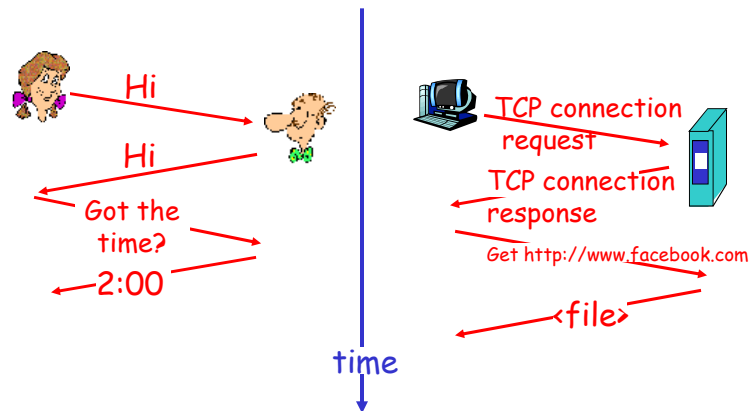 Hi
Hi
Got the
time?
2:00
TCP connection
request
TCP connection
response
Get http://www.facebook.com
<file>
time